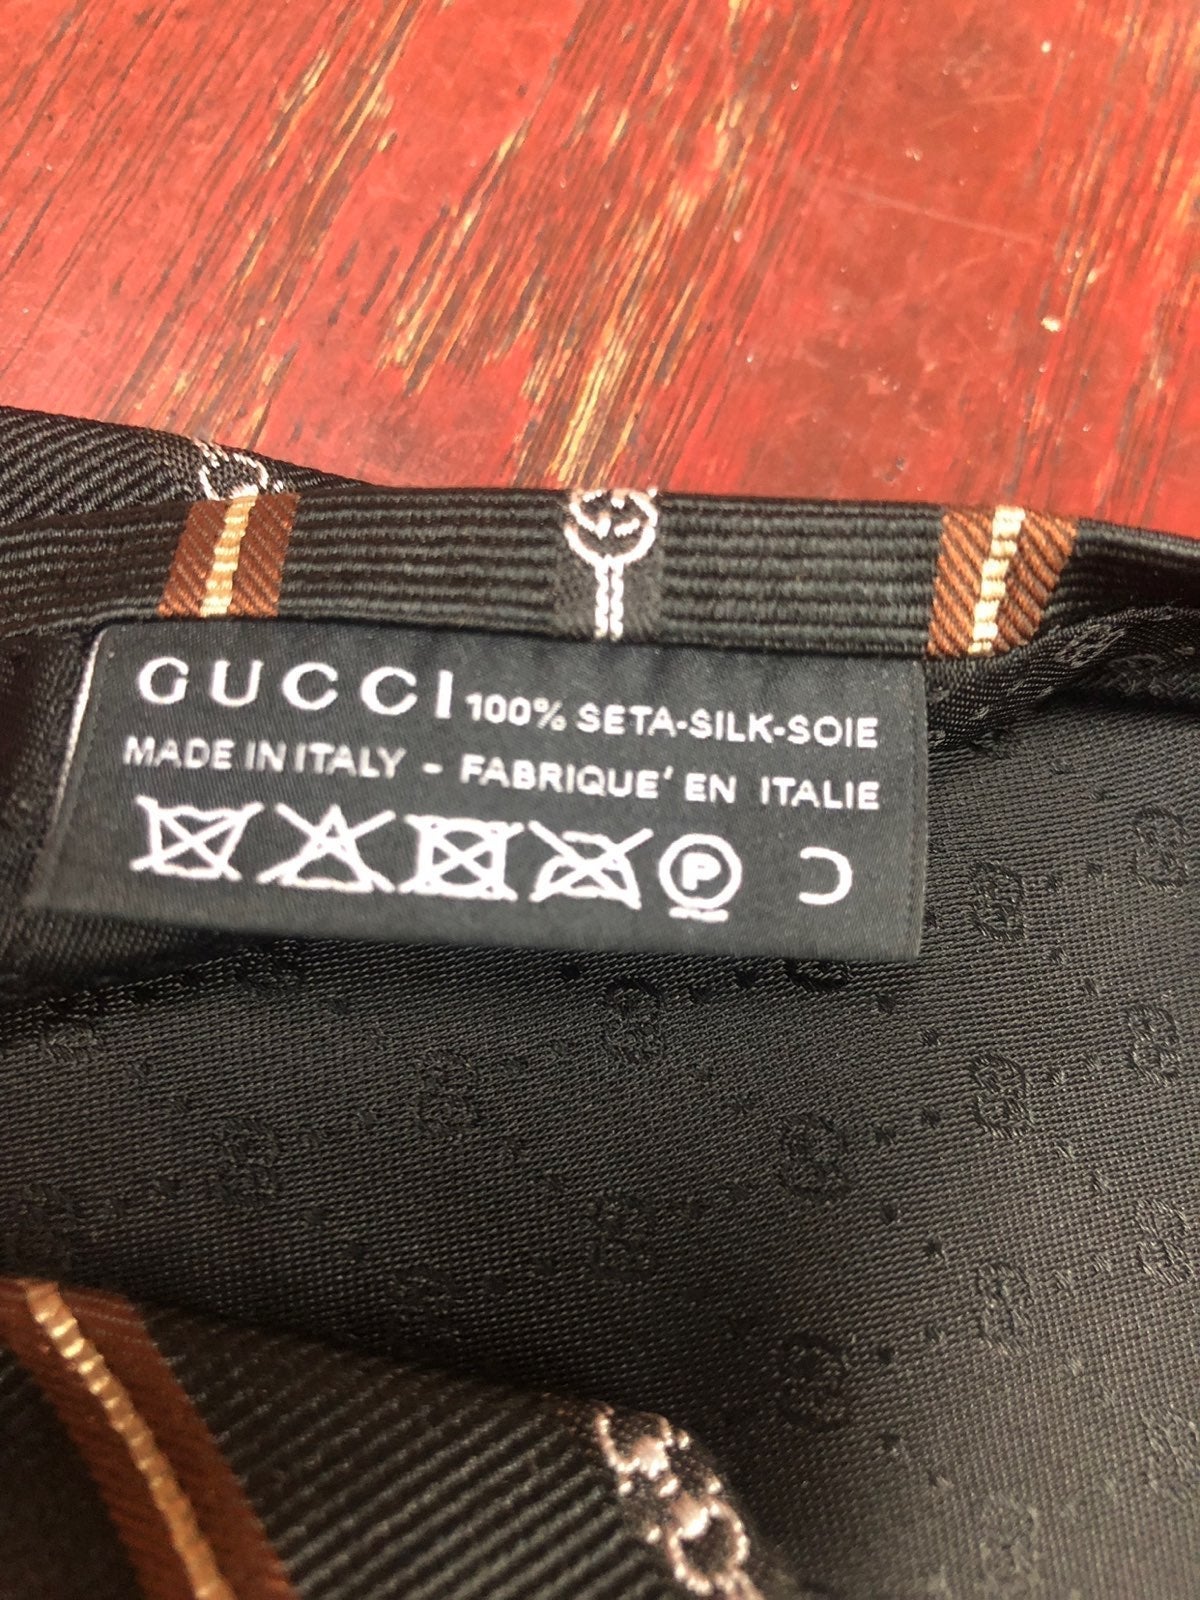 GUCCI 100% SETA-SILK-SOIE
MADE IN ITALY - FABRIQUE' EN ITALIE
P C